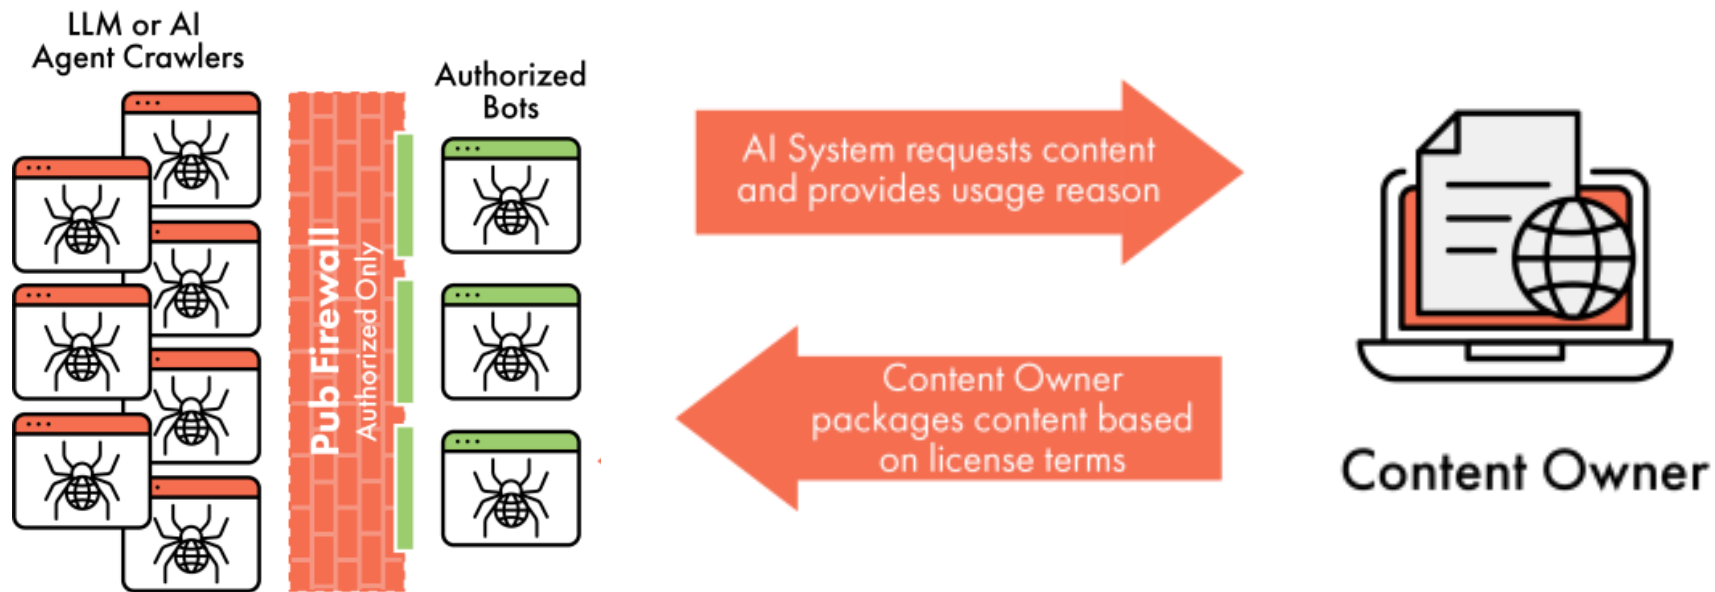 LLM or AI
Agent Crawlers
Pub Firewall
Authorized Only
Authorized
Bots
AI System requests content
and provides usage reason
Content Owner
packages content based
on license terms
Content Owner